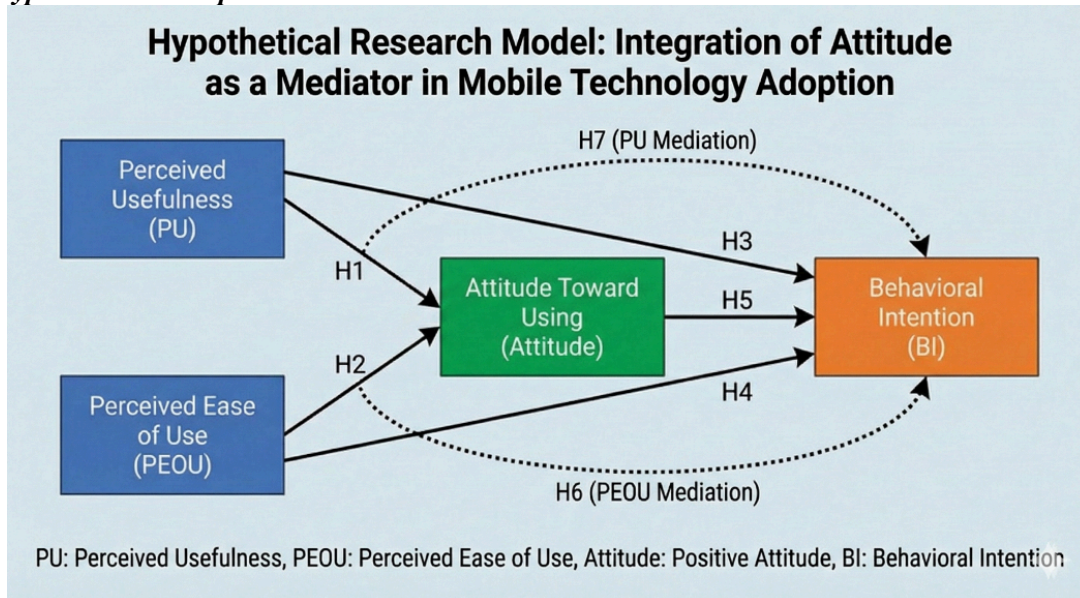 Hypothetical Research Model: Integration of Attitude
as a Mediator in Mobile Technology Adoption
H7 (PU Mediation)
Perceived
Usefulness
(PU)
H3
H1
Attitude Toward
Using
(Attitude)
H5
Behavioral
Intention
(BI)
H2
H4
Perceived Ease
of Use
(PEOU)
H6 (PEOU Mediation)
PU: Perceived Usefulness, PEOU: Perceived Ease of Use, Attitude: Positive Attitude, BI: Behavioral Intention